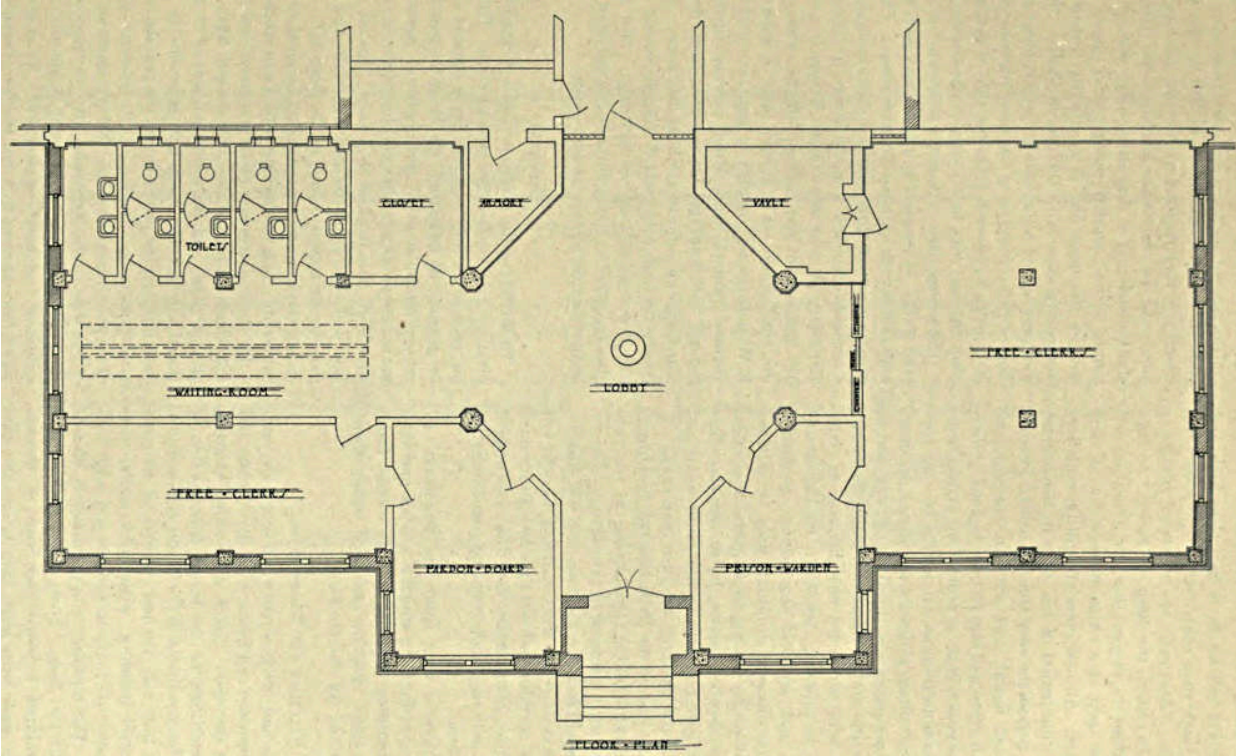 CLOSET
ARMORY
VAULT
TOILETS
FREE · CLERKS
LOBBY
WAITING · ROOM
FREE · CLERKS
PARDON · BOARD
PRISON · WARDEN
FLOOR · PLAN